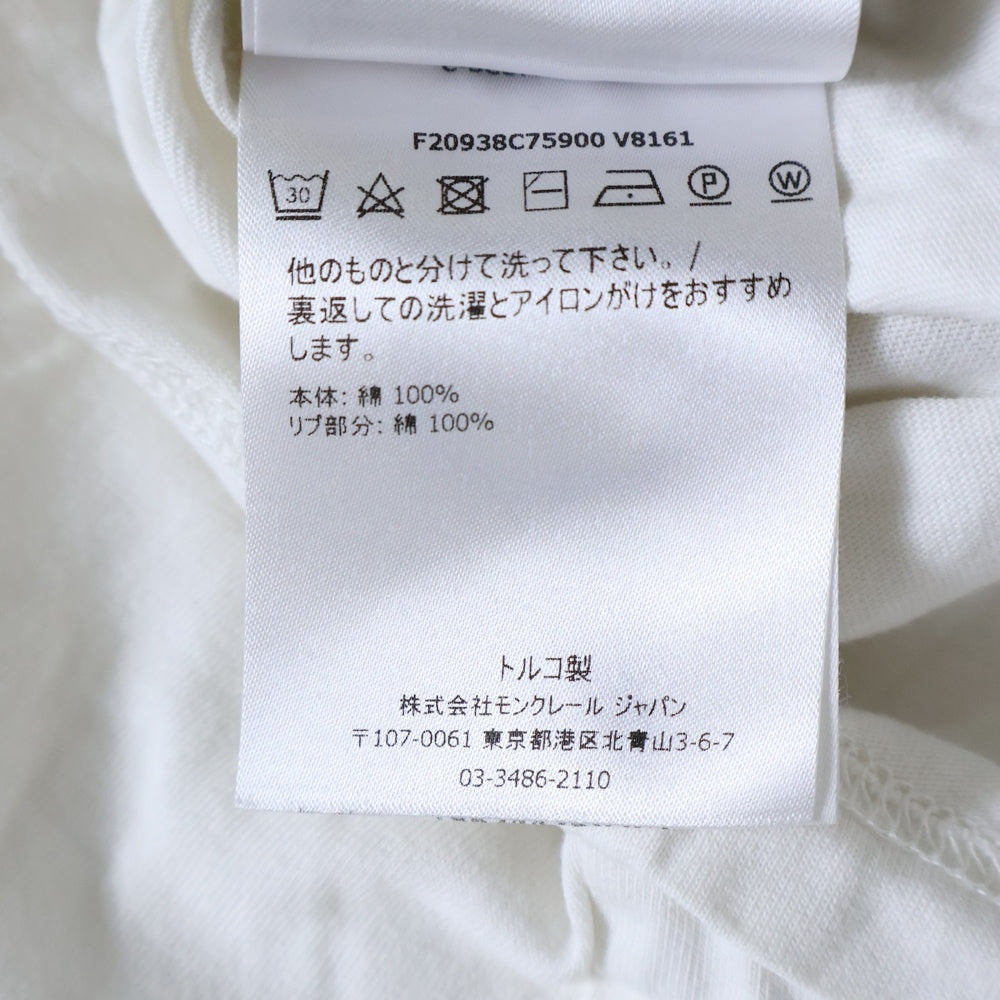 F20938C75900 V8161
30
P
W
他のものと分けて洗って下さい。/
裏返しての洗濯とアイロンがけをおすすめ
します。
本体: 綿 100%
リブ部分: 綿 100%
トルコ製
株式会社モンクレール ジャパン
〒107-0061 東京都港区北青山3-6-7
03-3486-2110